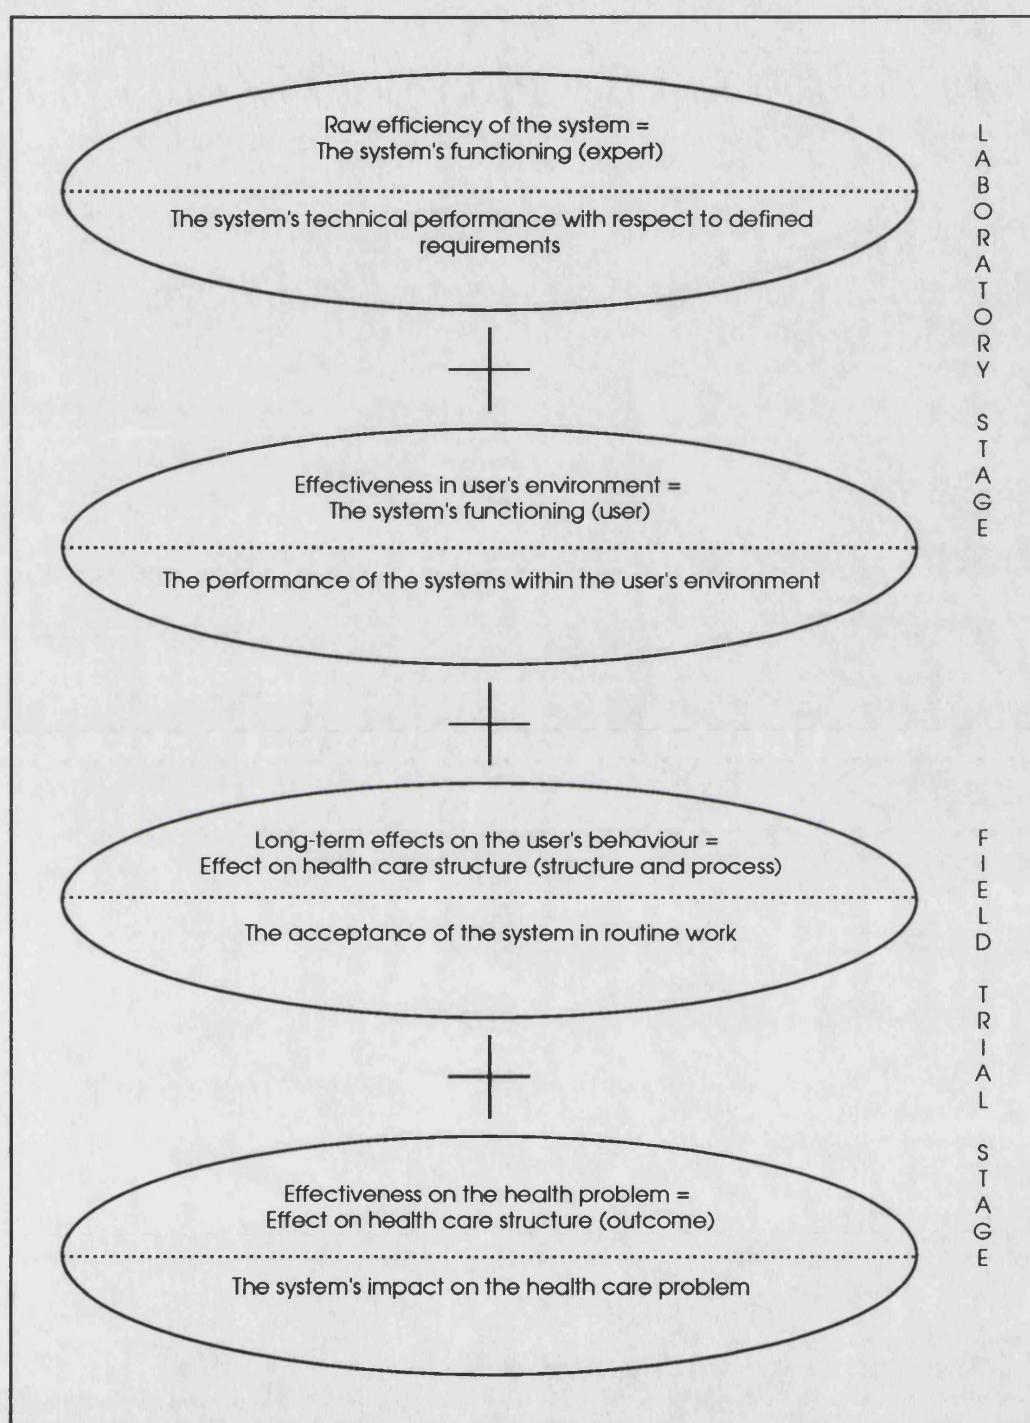 Raw efficiency of the system =
The system's functioning (expert)
The system's technical performance with respect to defined
requirements
Effectiveness in user's environment =
The system's functioning (user)
The performance of the systems within the user's environment
LABORATORY STAGE
Long-term effects on the user's behaviour =
Effect on health care structure (structure and process)
The acceptance of the system in routine work
Effectiveness on the health problem =
Effect on health care structure (outcome)
The system's impact on the health care problem
FIELD TRIAL STAGE